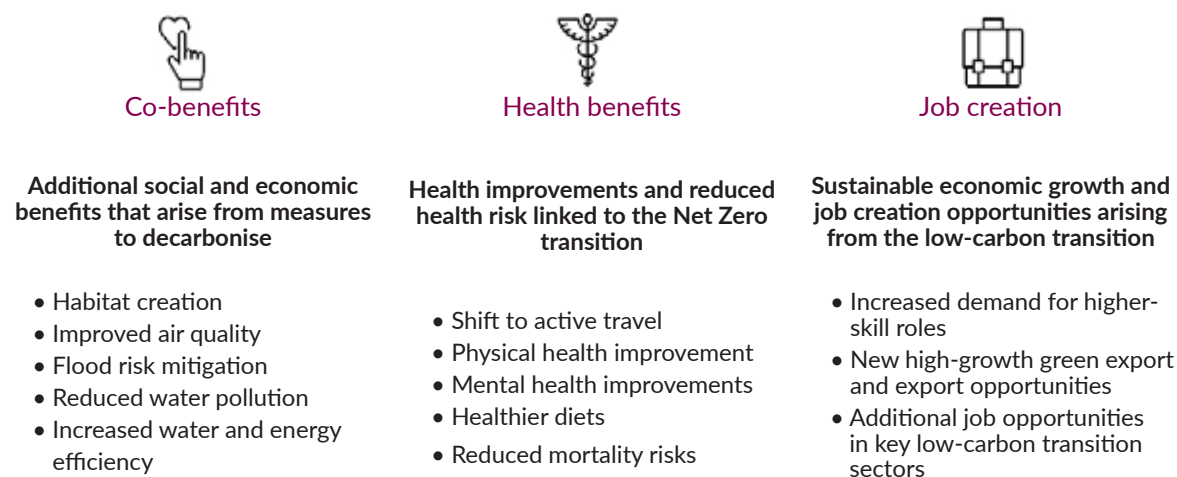 Co-benefits
Additional social and economic
benefits that arise from measures
to decarbonise
• Habitat creation
• Improved air quality
• Flood risk mitigation
• Reduced water pollution
• Increased water and energy
efficiency
Health benefits
Health improvements and reduced
health risk linked to the Net Zero
transition
• Shift to active travel
• Physical health improvement
• Mental health improvements
• Healthier diets
• Reduced mortality risks
Job creation
Sustainable economic growth and
job creation opportunities arising
from the low-carbon transition
• Increased demand for higher-
skill roles
• New high-growth green export
and export opportunities
• Additional job opportunities
in key low-carbon transition
sectors